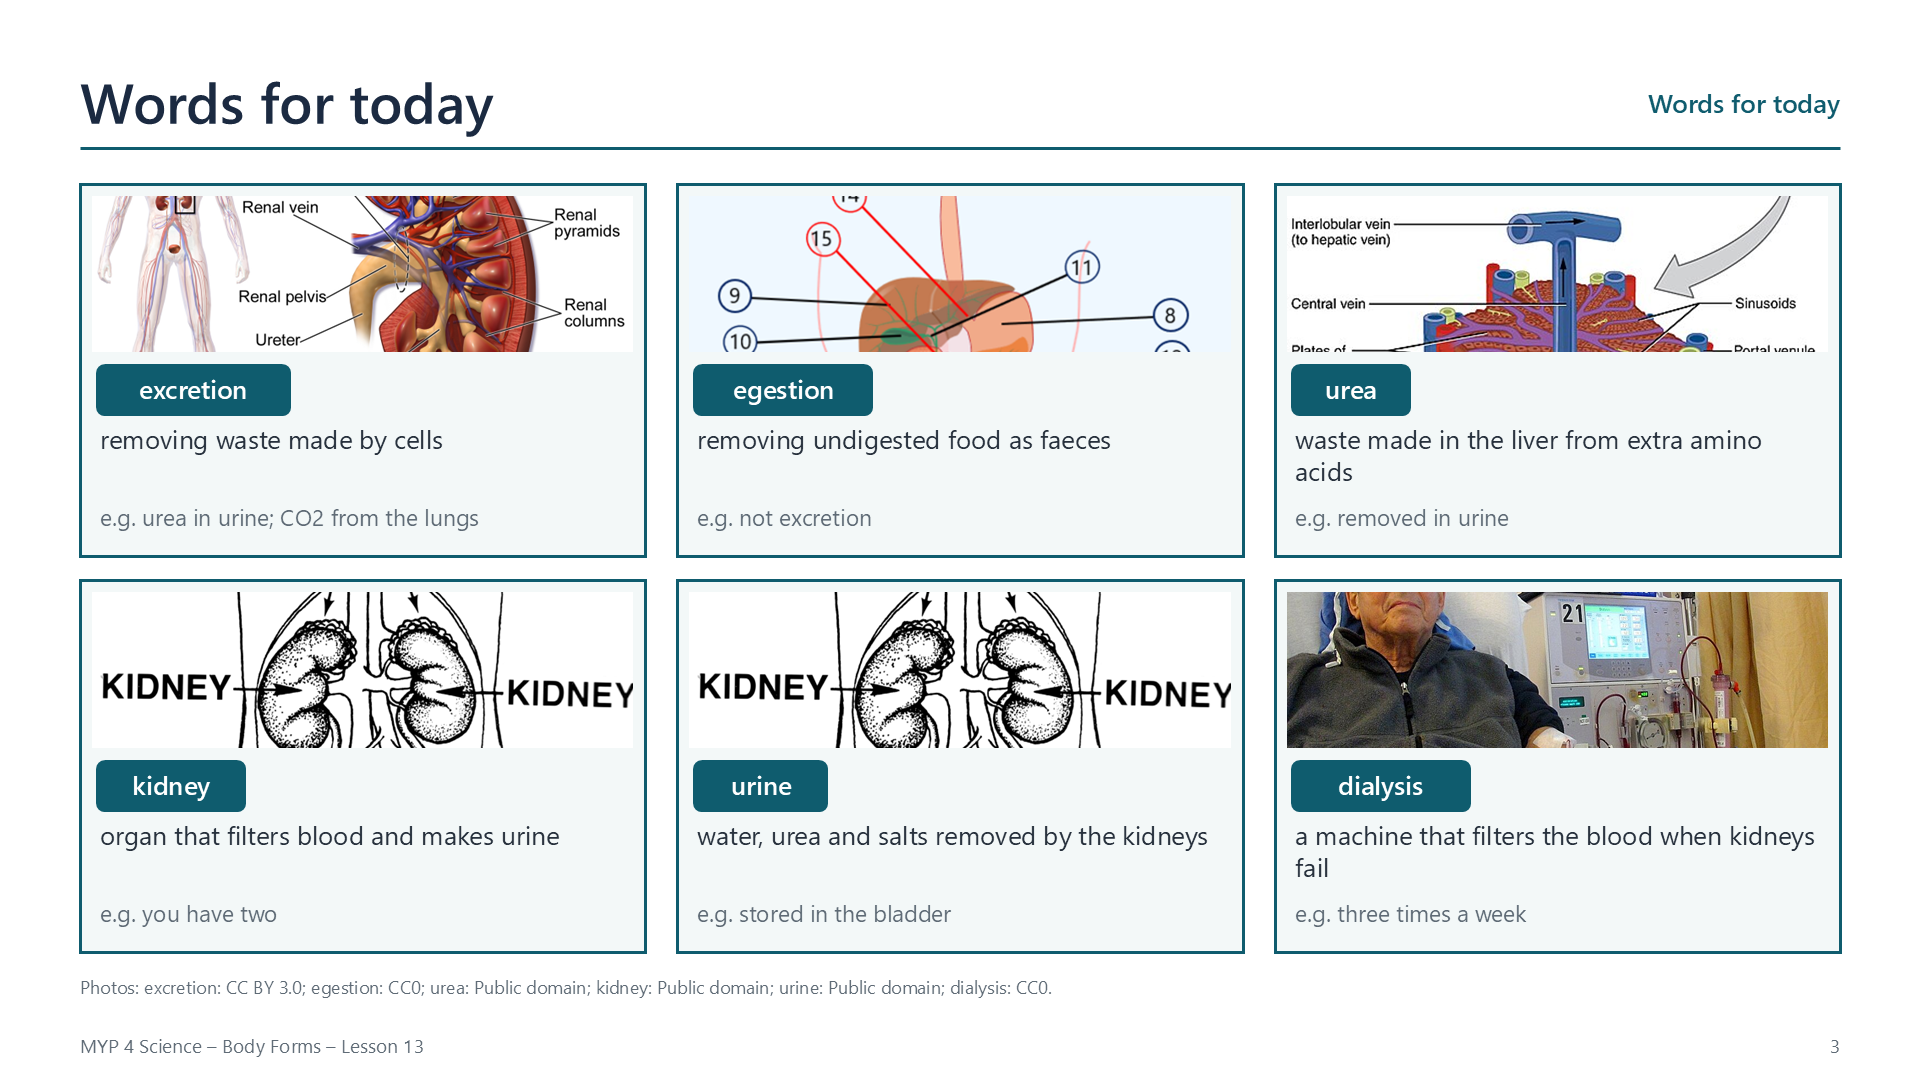 Words for today
Words for today
Renal vein
Renal
pyramids
Renal pelvis
Renal
columns
Ureter
excretion
removing waste made by cells
e.g. urea in urine; CO2 from the lungs
14
15
11
9
8
10
egestion
removing undigested food as faeces
e.g. not excretion
Interlobular vein
(to hepatic vein)
Central vein
Sinusoids
Plates of
Portal venule
urea
waste made in the liver from extra amino
acids
e.g. removed in urine
KIDNEY
KIDNEY
kidney
organ that filters blood and makes urine
e.g. you have two
KIDNEY
KIDNEY
urine
water, urea and salts removed by the kidneys
e.g. stored in the bladder
21
dialysis
a machine that filters the blood when kidneys
fail
e.g. three times a week
Photos: excretion: CC BY 3.0; egestion: CC0; urea: Public domain; kidney: Public domain; urine: Public domain; dialysis: CC0.
MYP 4 Science – Body Forms – Lesson 13
3